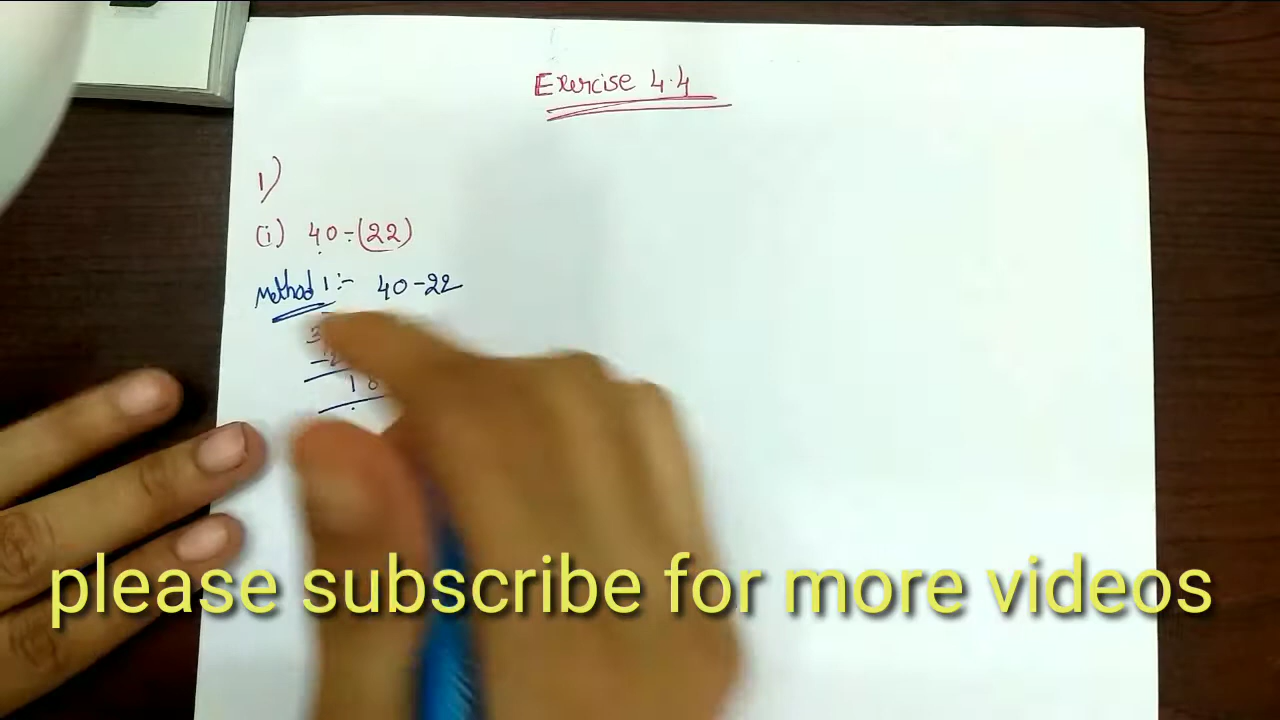 Exercise 4.4
1)
(i) 40-(22)
Method 1:- 40-22
18
please subscribe for more videos